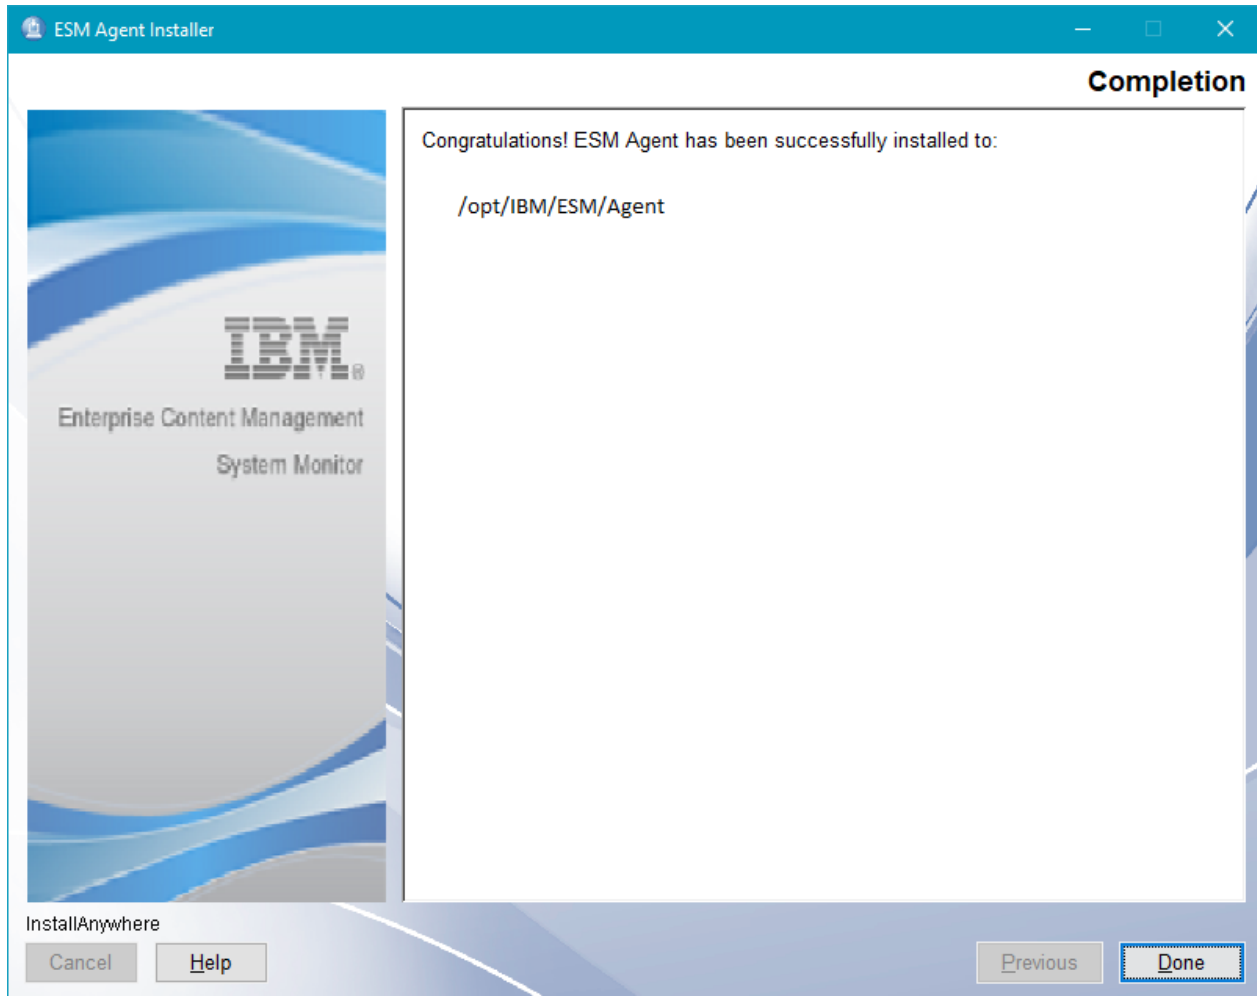 ESM Agent Installer
Completion
Congratulations! ESM Agent has been successfully installed to:
/opt/IBM/ESM/Agent
IBM®
Enterprise Content Management
System Monitor
InstallAnywhere
Cancel
Help
Previous
Done